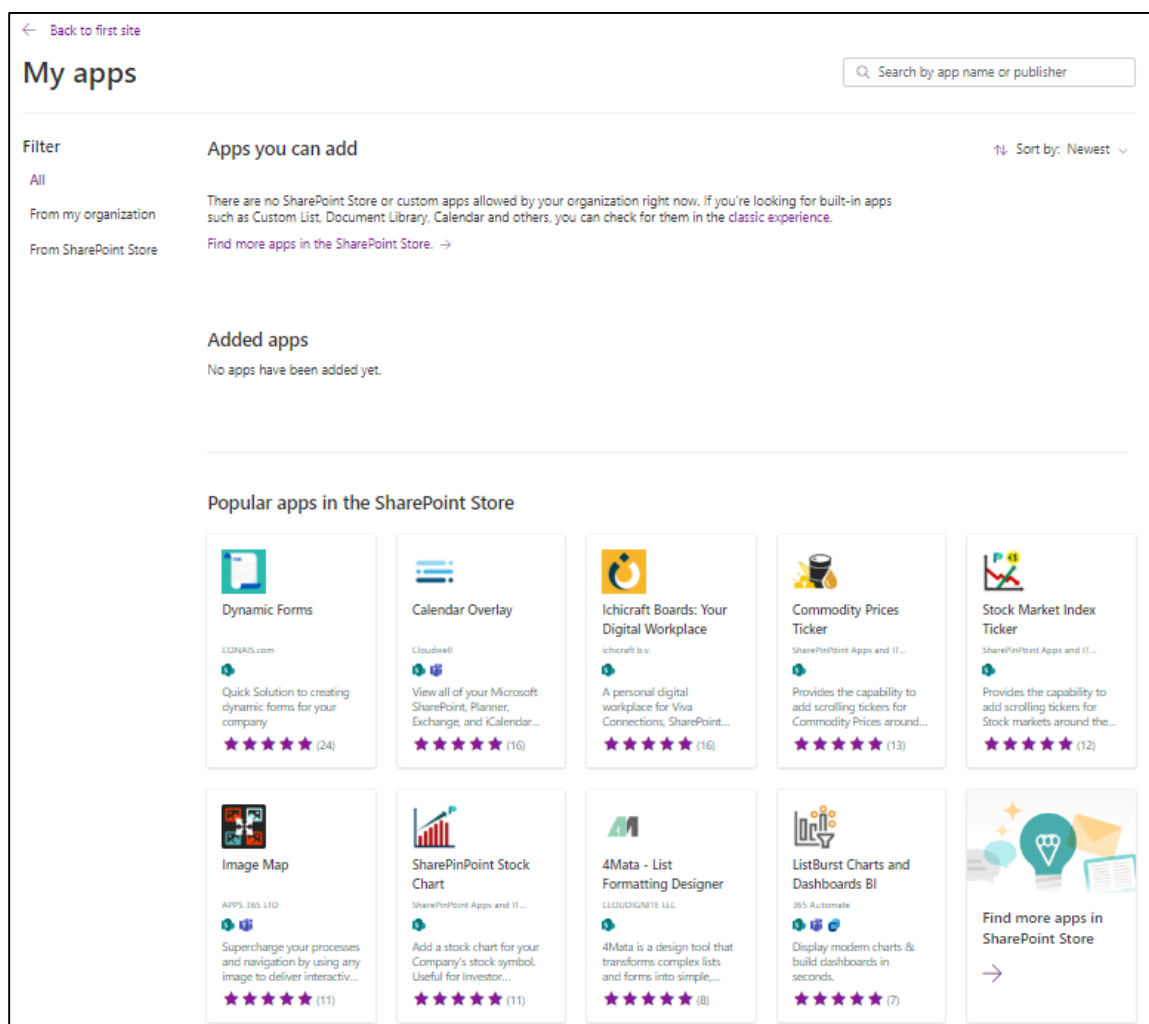 Back to first site
My apps
Search by app name or publisher
Filter
All
From my organization
From SharePoint Store
Apps you can add
Sort by: Newest
There are no SharePoint Store or custom apps allowed by your organization right now. If you're looking for built-in apps
such as Custom List, Document Library, Calendar and others, you can check for them in the classic experience.
Find more apps in the SharePoint Store.
Added apps
No apps have been added yet.
Popular apps in the SharePoint Store
Dynamic Forms
CONAIS.com
Quick Solution to creating
dynamic forms for your
company
(24)
Calendar Overlay
Cloudwell
View all of your Microsoft
SharePoint, Planner,
Exchange, and iCalendar...
(16)
Ichicraft Boards: Your
Digital Workplace
ichicraft b.v.
A personal digital
workplace for Viva
Connections, SharePoint...
(16)
Commodity Prices
Ticker
SharePinPoint Apps and IT...
Provides the capability to
add scrolling tickers for
Commodity Prices around...
(13)
Stock Market Index
Ticker
SharePinPoint Apps and IT...
Provides the capability to
add scrolling tickers for
Stock markets around the...
(12)
Image Map
APPS 365 LTD
Supercharge your processes
and navigation by using any
image to deliver interactiv...
(11)
SharePinPoint Stock
Chart
SharePinPoint Apps and IT...
Add a stock chart for your
Company's stock symbol.
Useful for Investor...
(11)
4Mata - List
Formatting Designer
CLOUDIGNITE LLC
4Mata is a design tool that
transforms complex lists
and forms into simple,...
(8)
ListBurst Charts and
Dashboards BI
365 Automate
Display modern charts &
build dashboards in
seconds.
(7)
Find more apps in
SharePoint Store